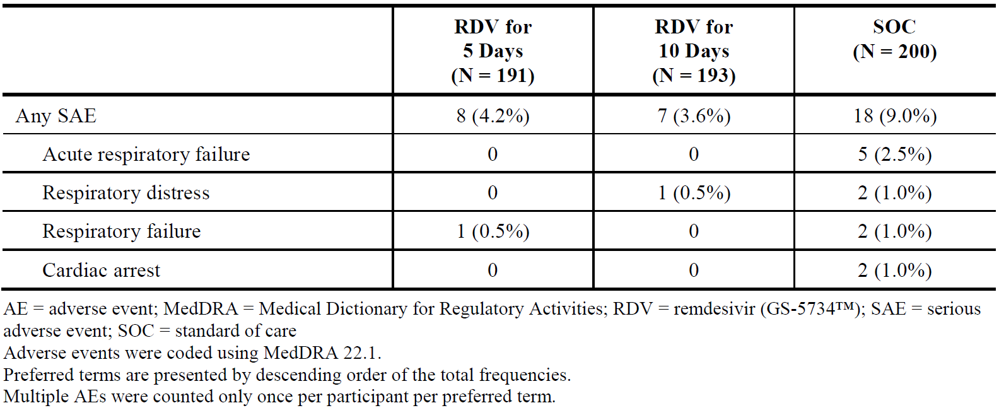 RDV for 5 Days (N = 191) RDV for 10 Days (N = 193) SOC (N = 200)
Any SAE 8 (4.2%) 7 (3.6%) 18 (9.0%)
Acute respiratory failure 0 0 5 (2.5%)
Respiratory distress 0 1 (0.5%) 2 (1.0%)
Respiratory failure 1 (0.5%) 0 2 (1.0%)
Cardiac arrest 0 0 2 (1.0%)
AE = adverse event; MedDRA = Medical Dictionary for Regulatory Activities; RDV = remdesivir (GS-5734™); SAE = serious
adverse event; SOC = standard of care
Adverse events were coded using MedDRA 22.1.
Preferred terms are presented by descending order of the total frequencies.
Multiple AEs were counted only once per participant per preferred term.